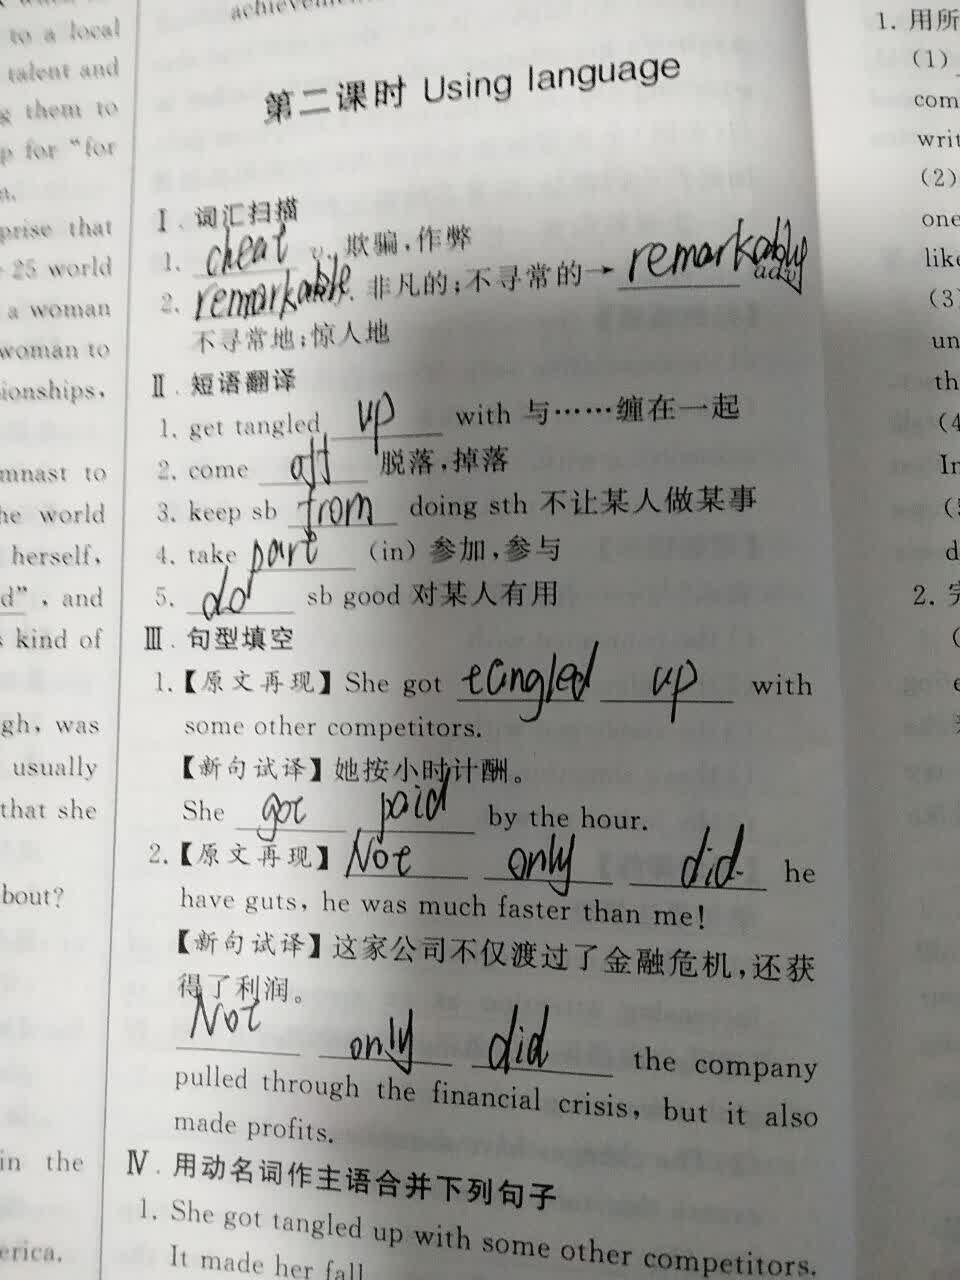 achievement
第二课时 Using language
Ⅰ. 词汇扫描
1. cheat v. 欺骗,作弊
2. remarkable 非凡的;不寻常的→ remarkably adv.
不寻常地;惊人地
Ⅱ. 短语翻译
1. get tangled up with 与……缠在一起
2. come off 脱落,掉落
3. keep sb from doing sth 不让某人做某事
4. take part (in) 参加,参与
5. do sb good 对某人有用
Ⅲ. 句型填空
1.【原文再现】She got tangled up with
some other competitors.
【新句试译】她按小时计酬。
She got paid by the hour.
2.【原文再现】Not only did he
have guts, he was much faster than me!
【新句试译】这家公司不仅渡过了金融危机,还获
得了利润。
Not only did the company
pulled through the financial crisis, but it also
made profits.
Ⅳ. 用动名词作主语合并下列句子
1. She got tangled up with some other competitors.
It made her fall.
to a local
talent and
g them to
p for "for
a.
prise that
25 world
a woman
woman to
ionships,
mnast to
he world
herself,
d", and
s kind of
gh, was
usually
that she
bout?
in the
erica.
1. 用所
(1)
com
writ
(2)
one
like
(3)
un
th
(4
In
(5
d
2. 完
(
e